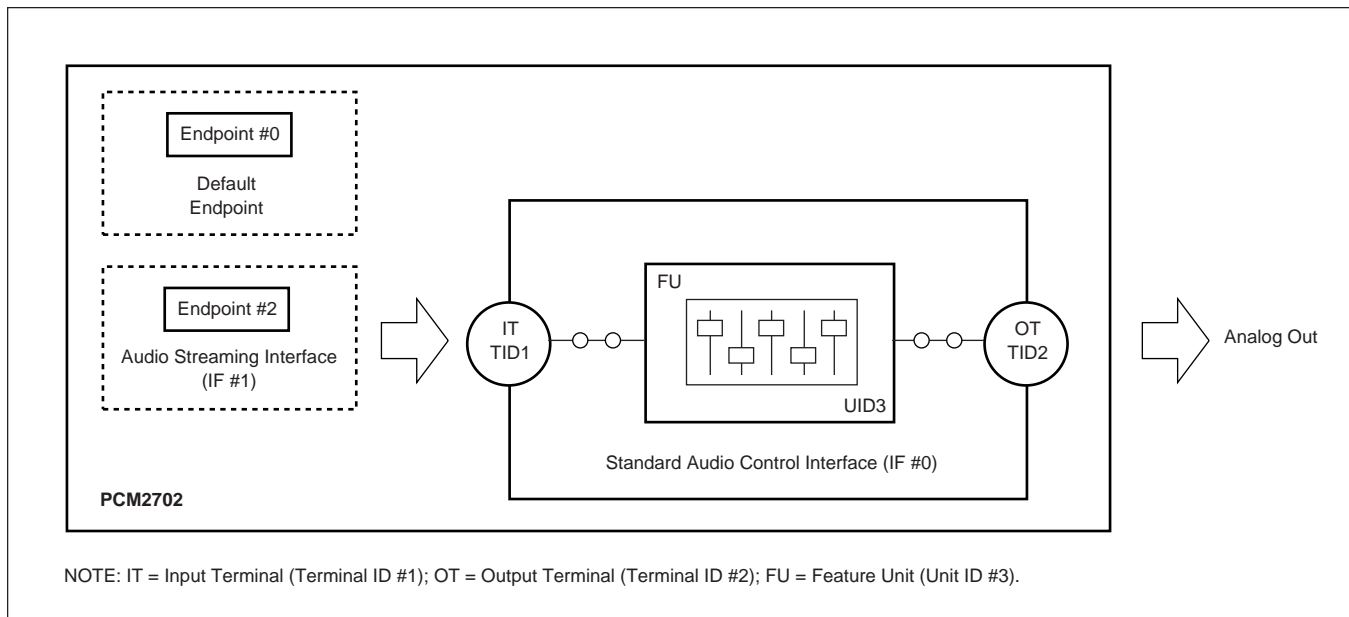 Endpoint #0
Default
Endpoint
Endpoint #2
Audio Streaming Interface
(IF #1)
IT
TID1
FU
UID3
OT
TID2
Standard Audio Control Interface (IF #0)
Analog Out
PCM2702
NOTE: IT = Input Terminal (Terminal ID #1); OT = Output Terminal (Terminal ID #2); FU = Feature Unit (Unit ID #3).